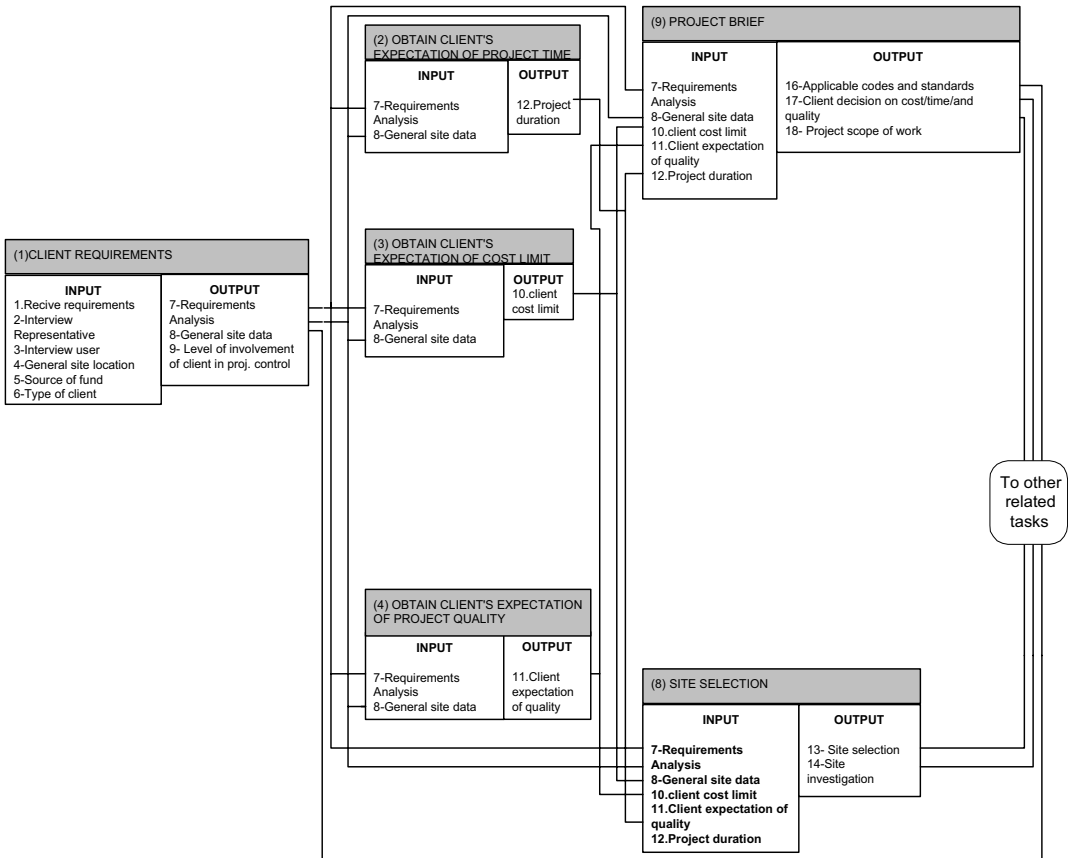 (1)CLIENT REQUIREMENTS
INPUT
1.Recive requirements
2-Interview
Representative
3-Interview user
4-General site location
5-Source of fund
6-Type of client
OUTPUT
7-Requirements
Analysis
8-General site data
9- Level of involvement
of client in proj. control
(2) OBTAIN CLIENT'S
EXPECTATION OF PROJECT TIME
INPUT
7-Requirements
Analysis
8-General site data
OUTPUT
12.Project
duration
(3) OBTAIN CLIENT'S
EXPECTATION OF COST LIMIT
INPUT
7-Requirements
Analysis
8-General site data
OUTPUT
10.client
cost limit
(4) OBTAIN CLIENT'S EXPECTATION
OF PROJECT QUALITY
INPUT
7-Requirements
Analysis
8-General site data
OUTPUT
11.Client
expectation
of quality
(9) PROJECT BRIEF
INPUT
7-Requirements
Analysis
8-General site data
10.client cost limit
11.Client expectation
of quality
12.Project duration
OUTPUT
16-Applicable codes and standards
17-Client decision on cost/time/and
quality
18- Project scope of work
To other
related
tasks
(8) SITE SELECTION
INPUT
7-Requirements
Analysis
8-General site data
10.client cost limit
11.Client expectation of
quality
12.Project duration
OUTPUT
13- Site selection
14-Site
investigation